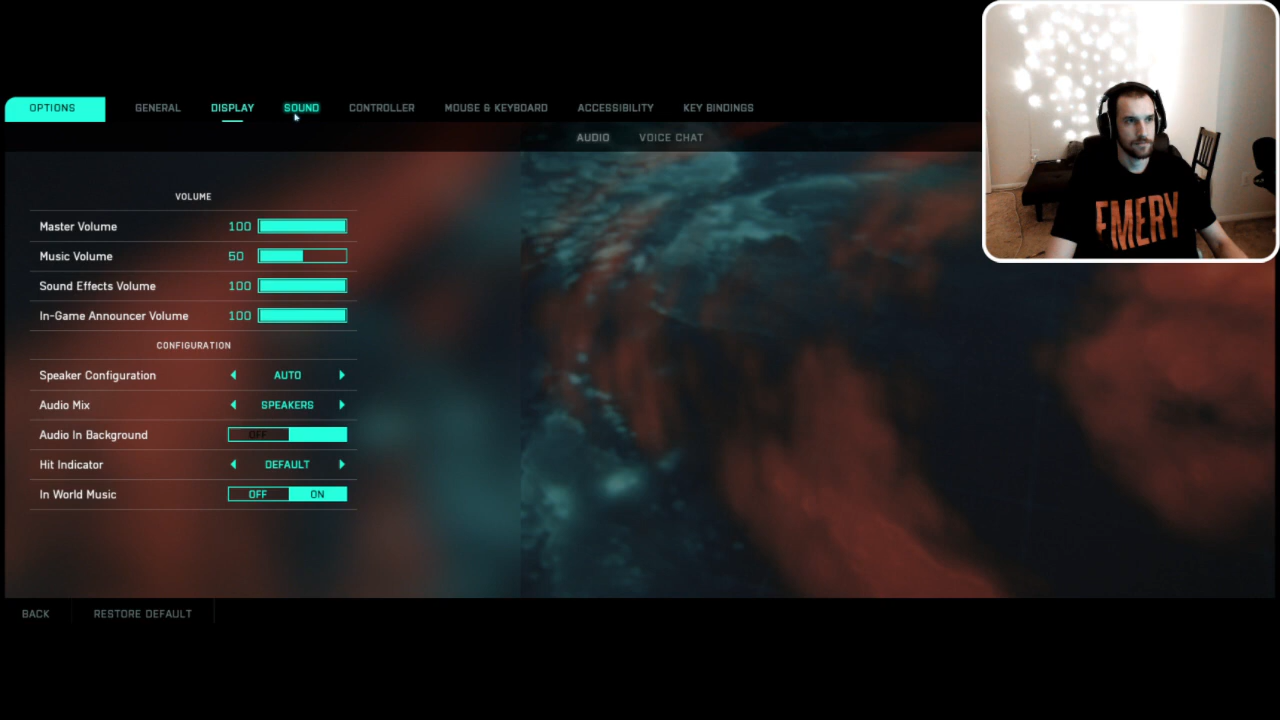 OPTIONS GENERAL DISPLAY SOUND CONTROLLER MOUSE & KEYBOARD ACCESSIBILITY KEY BINDINGS
AUDIO VOICE CHAT
VOLUME
Master Volume 100
Music Volume 50
Sound Effects Volume 100
In-Game Announcer Volume 100
CONFIGURATION
Speaker Configuration AUTO
Audio Mix SPEAKERS
Audio In Background OFF
Hit Indicator DEFAULT
In World Music OFF ON
BACK RESTORE DEFAULT
EMERY